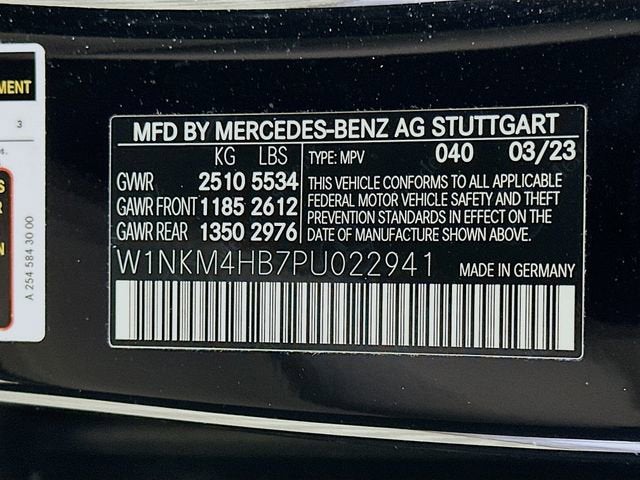 MENT
3
A 254 584 30 00
MFD BY MERCEDES-BENZ AG STUTTGART
KG LBS TYPE: MPV 040 03/23
GVWR 2510 5534
GAWR FRONT 1185 2612
GAWR REAR 1350 2976
THIS VEHICLE CONFORMS TO ALL APPLICABLE
FEDERAL MOTOR VEHICLE SAFETY AND THEFT
PREVENTION STANDARDS IN EFFECT ON THE
DATE OF MANUFACTURE SHOWN ABOVE.
W1NKM4HB7PU022941 MADE IN GERMANY